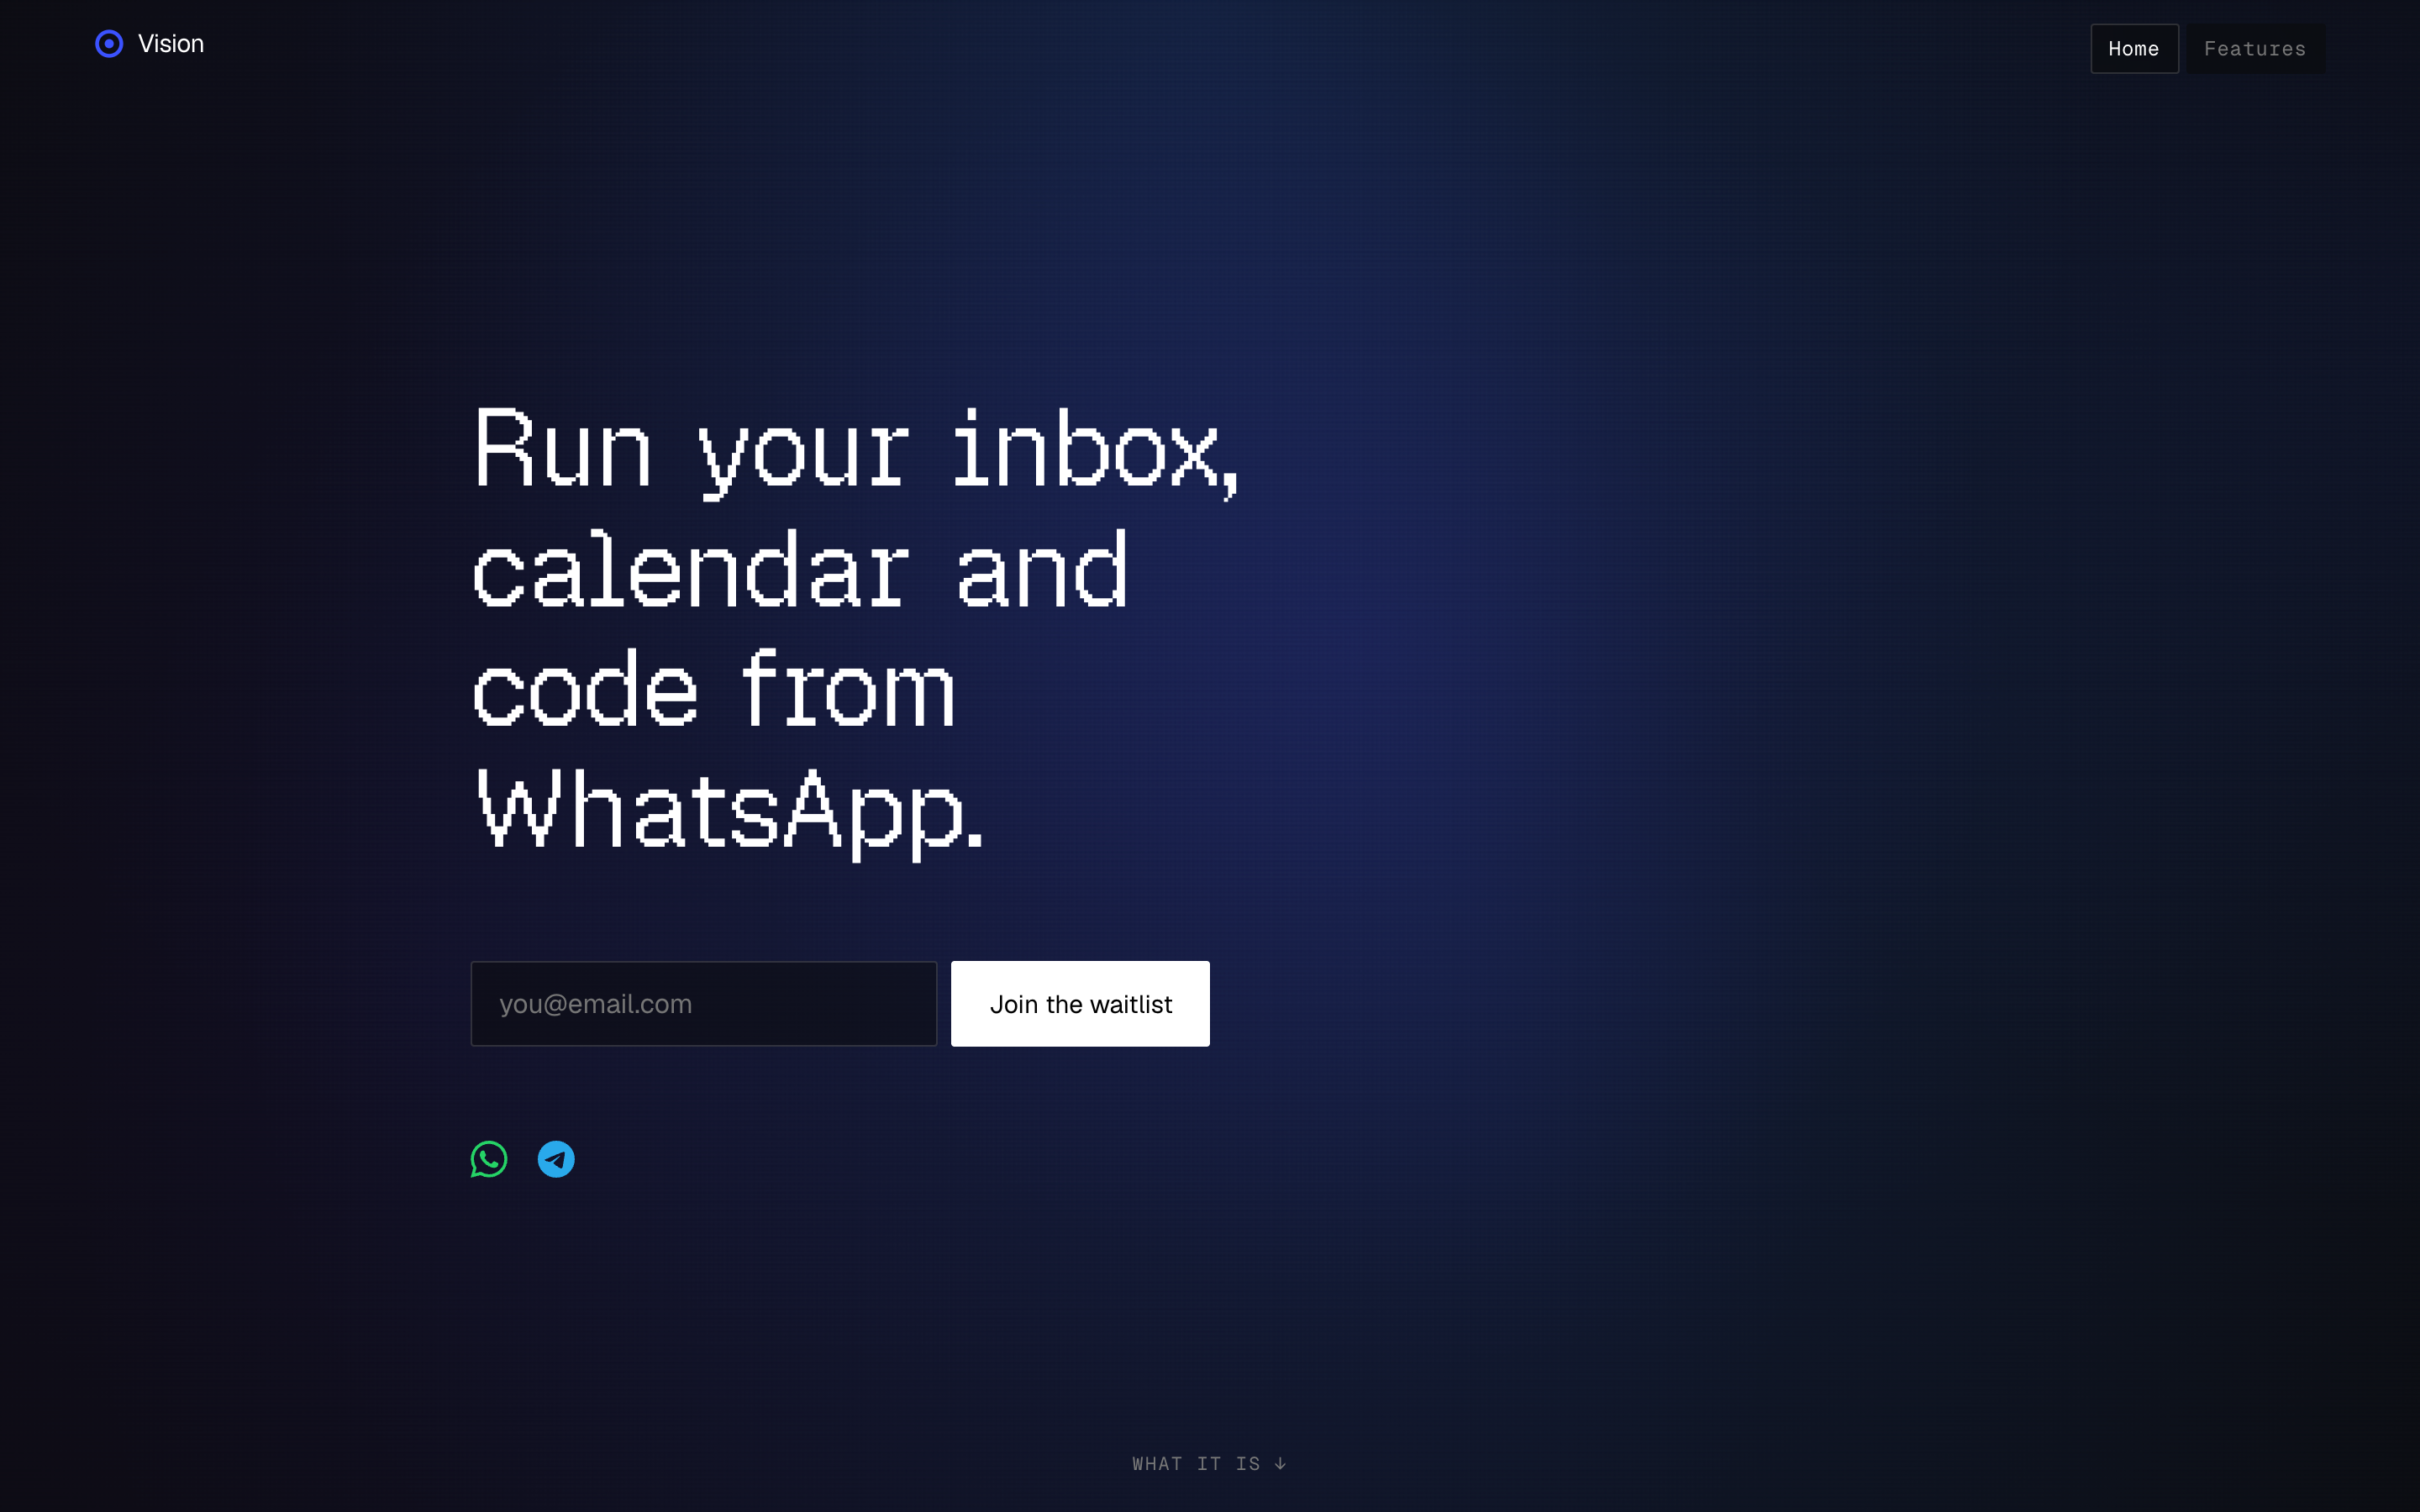 Vision
Home
Features
Run your inbox,
calendar and
code from
WhatsApp.
you@email.com
Join the waitlist
WHAT IT IS ↓